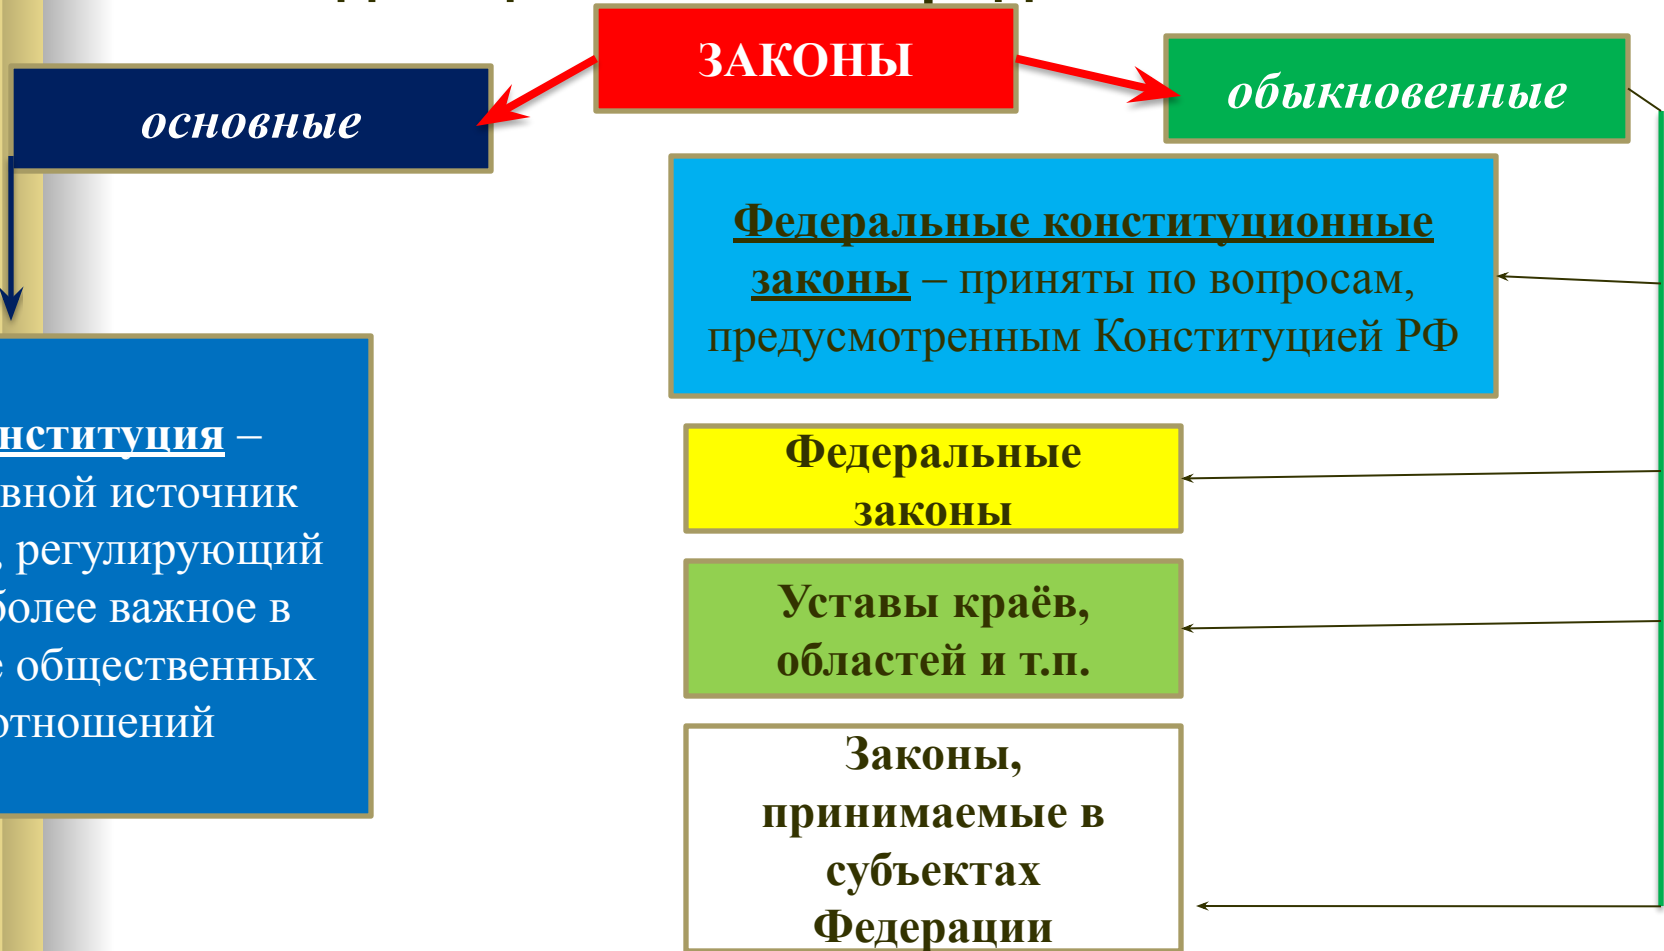 ЗАКОНЫ
основные
обыкновенные
Федеральные конституционные
законы – приняты по вопросам,
предусмотренным Конституцией РФ
нституция –
вной источник
, регулирующий
более важное в
е общественных
отношений
Федеральные
законы
Уставы краёв,
областей и т.п.
Законы,
принимаемые в
субъектах
Федерации